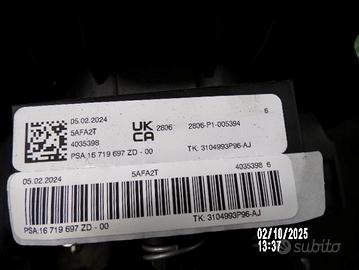 05.02.2024
5AFA2T
4035398
PSA:16 719 697 ZD - 00
UK
CA
2806
2806-P1-005394
6
TK. 3104993P96-AJ
05.02.2024
5AFA2T
4035398 6
PSA:16 719 697 ZD - 00
TK. 3104993P96-AJ
02/10/2025
13:37
subito